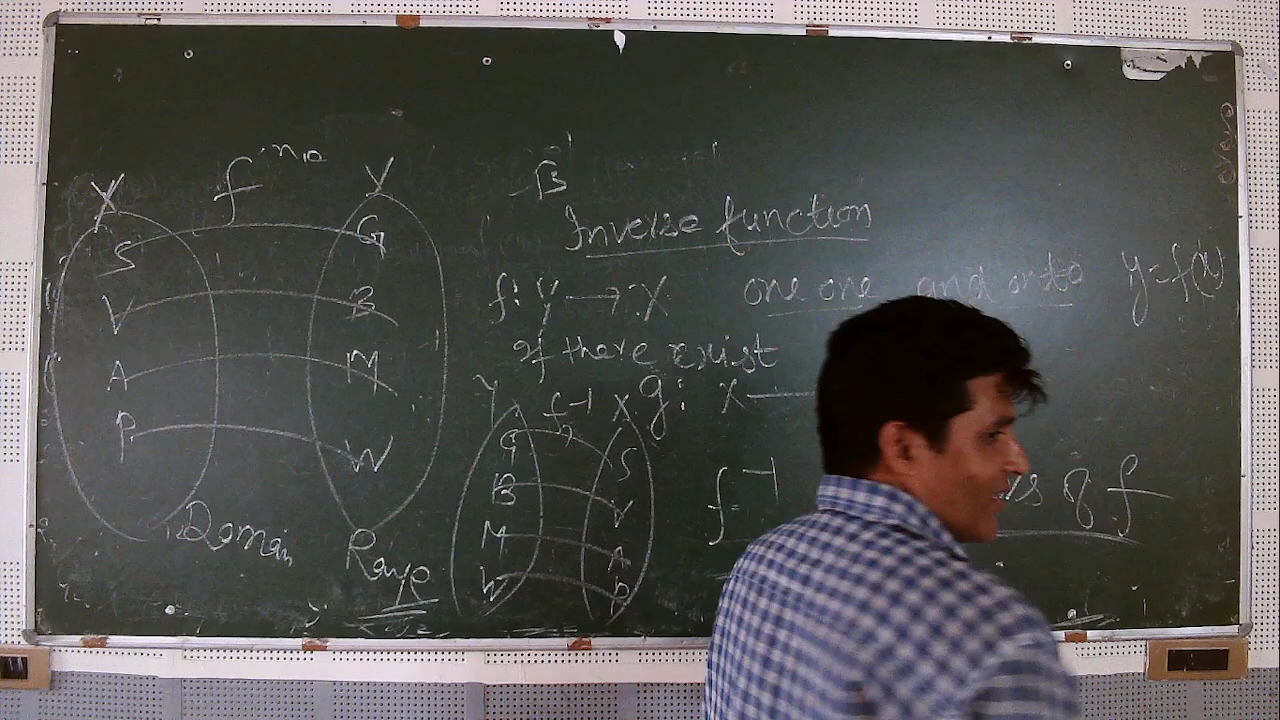 X f Y
S G
V B
A M
P W
Domain Range
B
Inverse function
f: Y → X one one and onto y=f(x)
If there exist
g: X
Y f-1 X
G S
B V
M A
W P
f-1 of f